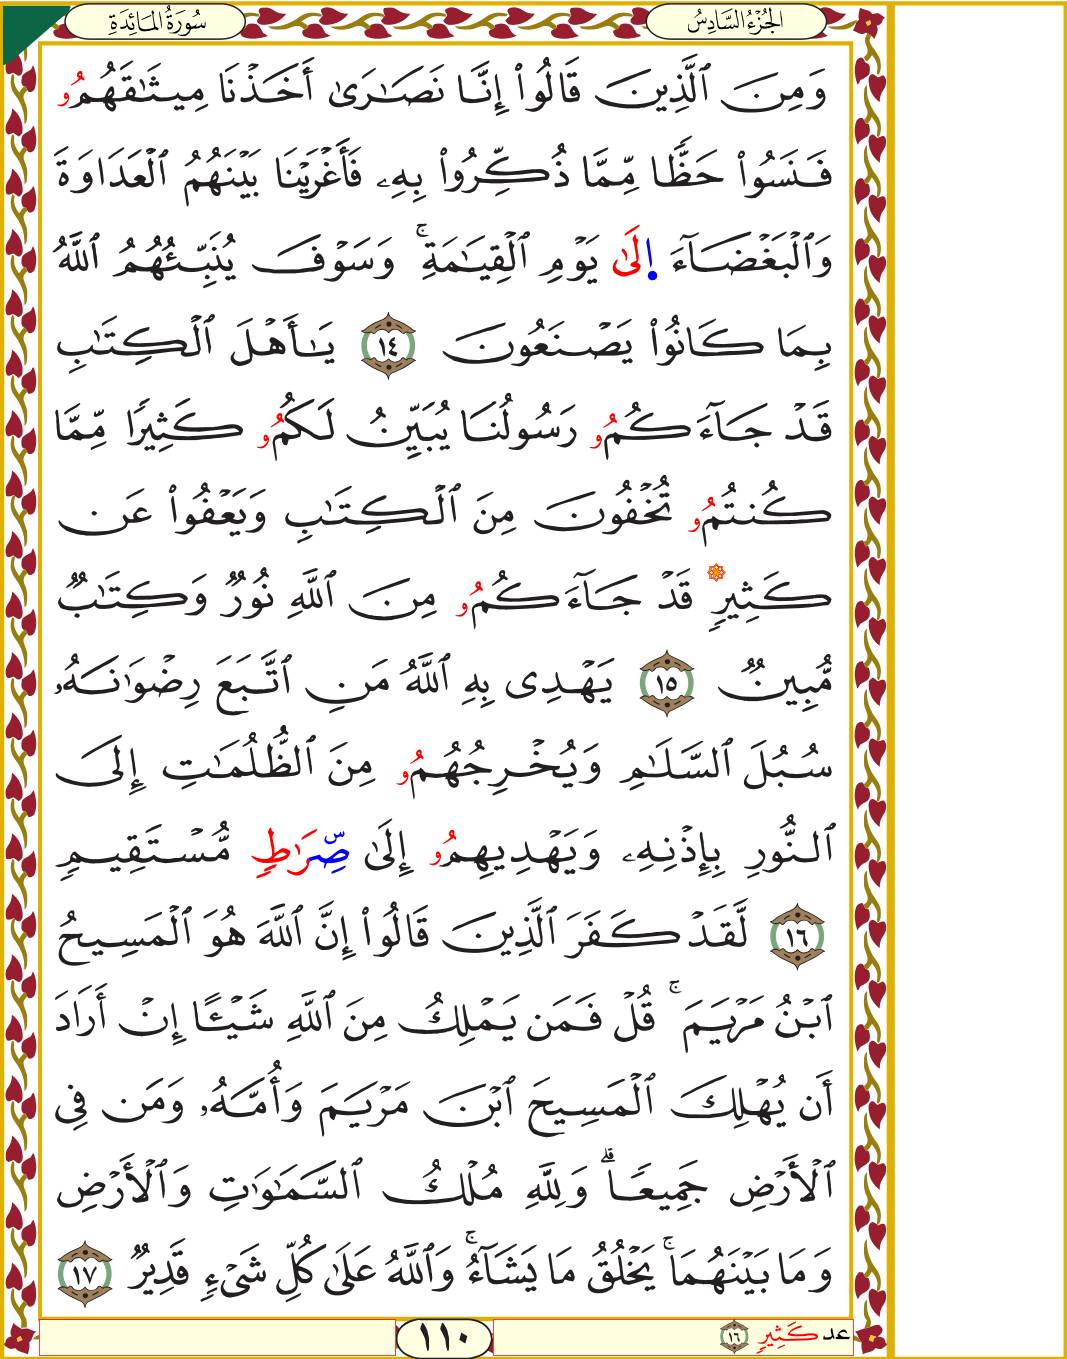 الجُزْءُ السَّادِسُ
سُورَةُ المَائِدَةِ
وَمِنَ ٱلَّذِينَ قَالُوا۟ إِنَّا نَصَٰرَىٰ أَخَذْنَا مِيثَٰقَهُمُۥ
فَنَسُوا۟ حَظًّا مِّمَّا ذُكِّرُوا۟ بِهِۦ فَأَغْرَيْنَا بَيْنَهُمُ ٱلْعَدَاوَةَ
وَٱلْبَغْضَآءَ اِ۪لَىٰ يَوْمِ ٱلْقِيَٰمَةِۚ وَسَوْفَ يُنَبِّئُهُمُ ٱللَّهُ
بِمَا كَانُوا۟ يَصْنَعُونَ ١٤ يَٰٓأَهْلَ ٱلْكِتَٰبِ
قَدْ جَآءَكُمُۥ رَسُولُنَا يُبَيِّنُ لَكُمُۥ كَثِيرًا مِّمَّا
كُنتُمُۥ تُخْفُونَ مِنَ ٱلْكِتَٰبِ وَيَعْفُوا۟ عَن
كَثِيرٍ قَدْ جَآءَكُمُۥ مِنَ ٱللَّهِ نُورٌ وَكِتَٰبٌ
مُّبِينٌ ١٥ يَهْدِى بِهِ ٱللَّهُ مَنِ ٱتَّبَعَ رِضْوَٰنَهُۥ
سُبُلَ ٱلسَّلَٰمِ وَيُخْرِجُهُمُۥ مِنَ ٱلظُّلُمَٰتِ إِلَى
ٱلنُّورِ بِإِذْنِهِۦ وَيَهْدِيهِمُۥ إِلَىٰ صِّرَٰطٍ مُّسْتَقِيمٍ
١٦ لَّقَدْ كَفَرَ ٱلَّذِينَ قَالُوا۟ إِنَّ ٱللَّهَ هُوَ ٱلْمَسِيحُ
ٱبْنُ مَرْيَمَۚ قُلْ فَمَن يَمْلِكُ مِنَ ٱللَّهِ شَيْـًٔا إِنْ أَرَادَ
أَن يُهْلِكَ ٱلْمَسِيحَ ٱبْنَ مَرْيَمَ وَأُمَّهُۥ وَمَن فِى
ٱلْأَرْضِ جَمِيعًاۗ وَلِلَّهِ مُلْكُ ٱلسَّمَٰوَٰتِ وَٱلْأَرْضِ
وَمَا بَيْنَهُمَاۚ يَخْلُقُ مَا يَشَآءُۚ وَٱللَّهُ عَلَىٰ كُلِّ شَىْءٍ قَدِيرٌ ١٧
عد كَثِيرٍ ١٦
١١٠